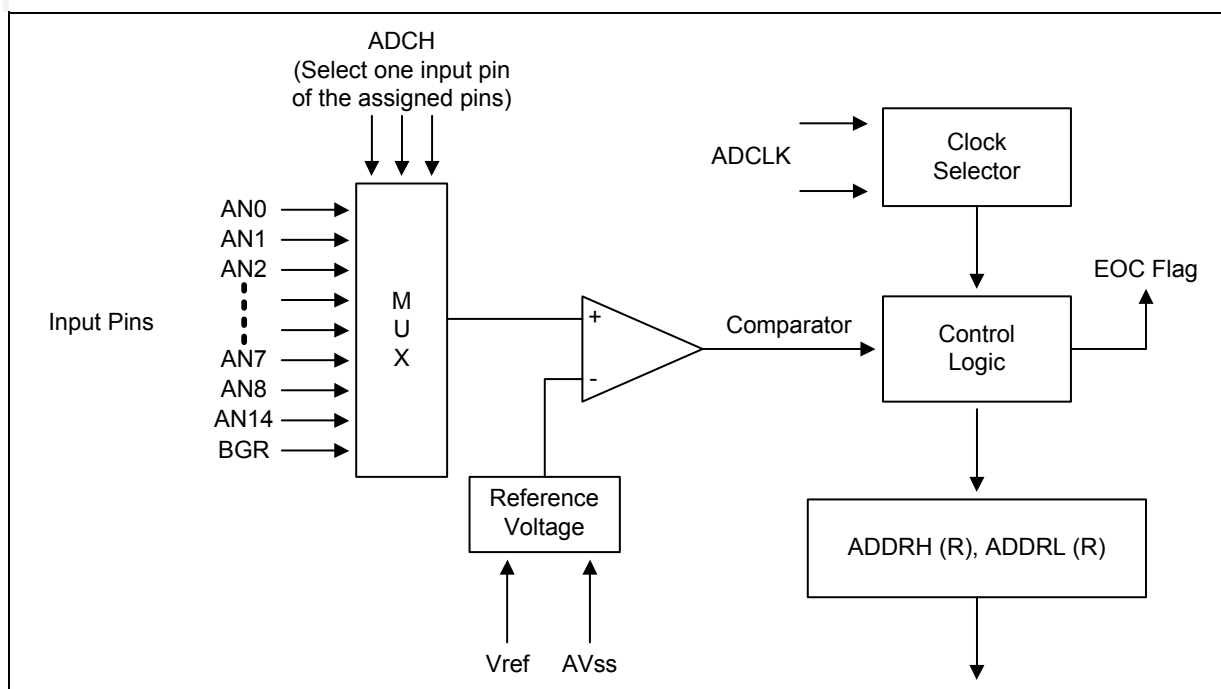 ADCH
(Select one input pin
of the assigned pins)
ADCLK
Clock
Selector
Input Pins
AN0
AN1
AN2
AN7
AN8
AN14
BGR
M
U
X
+
-
Comparator
Control
Logic
EOC Flag
Reference
Voltage
Vref
AVss
ADDRH (R), ADDRL (R)